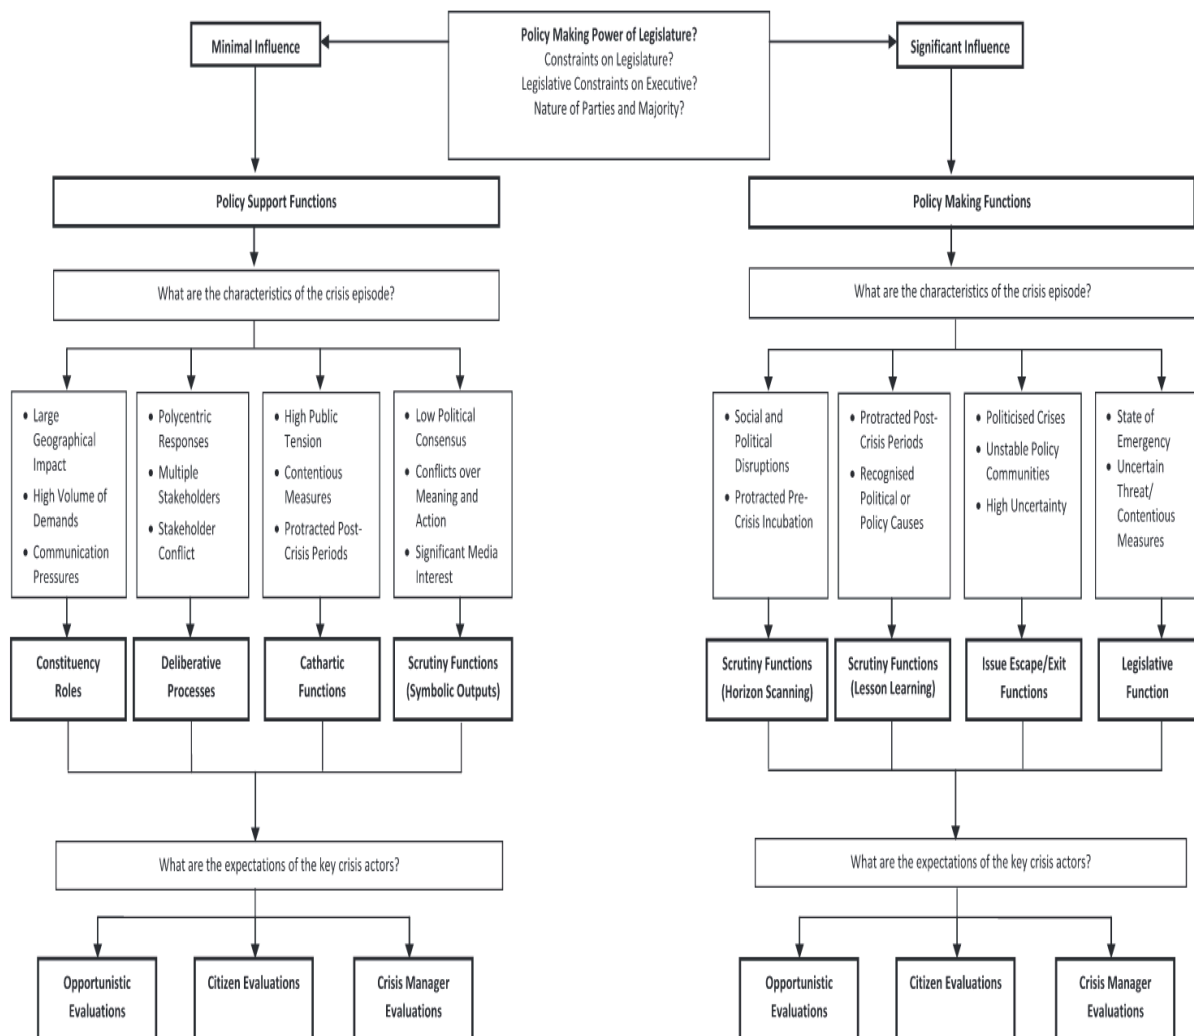 Policy Making Power of Legislature?
Constraints on Legislature?
Legislative Constraints on Executive?
Nature of Parties and Majority?
Minimal Influence
Significant Influence
Policy Support Functions
Policy Making Functions
What are the characteristics of the crisis episode?
What are the characteristics of the crisis episode?
• Large
Geographical
Impact
• High Volume of
Demands
• Communication
Pressures
• Polycentric
Responses
• Multiple
Stakeholders
• Stakeholder
Conflict
• High Public
Tension
• Contentious
Measures
• Protracted Post-
Crisis Periods
• Low Political
Consensus
• Conflicts over
Meaning and
Action
• Significant Media
Interest
• Social and
Political
Disruptions
• Protracted Pre-
Crisis Incubation
• Protracted Post-
Crisis Periods
• Recognised
Political or
Policy Causes
• Politicised Crises
• Unstable Policy
Communities
• High Uncertainty
• State of
Emergency
• Uncertain
Threat/
Contentious
Measures
Constituency
Roles
Deliberative
Processes
Cathartic
Functions
Scrutiny Functions
(Symbolic Outputs)
Scrutiny Functions
(Horizon Scanning)
Scrutiny Functions
(Lesson Learning)
Issue Escape/Exit
Functions
Legislative
Function
What are the expectations of the key crisis actors?
What are the expectations of the key crisis actors?
Opportunistic
Evaluations
Citizen Evaluations
Crisis Manager
Evaluations
Opportunistic
Evaluations
Citizen Evaluations
Crisis Manager
Evaluations